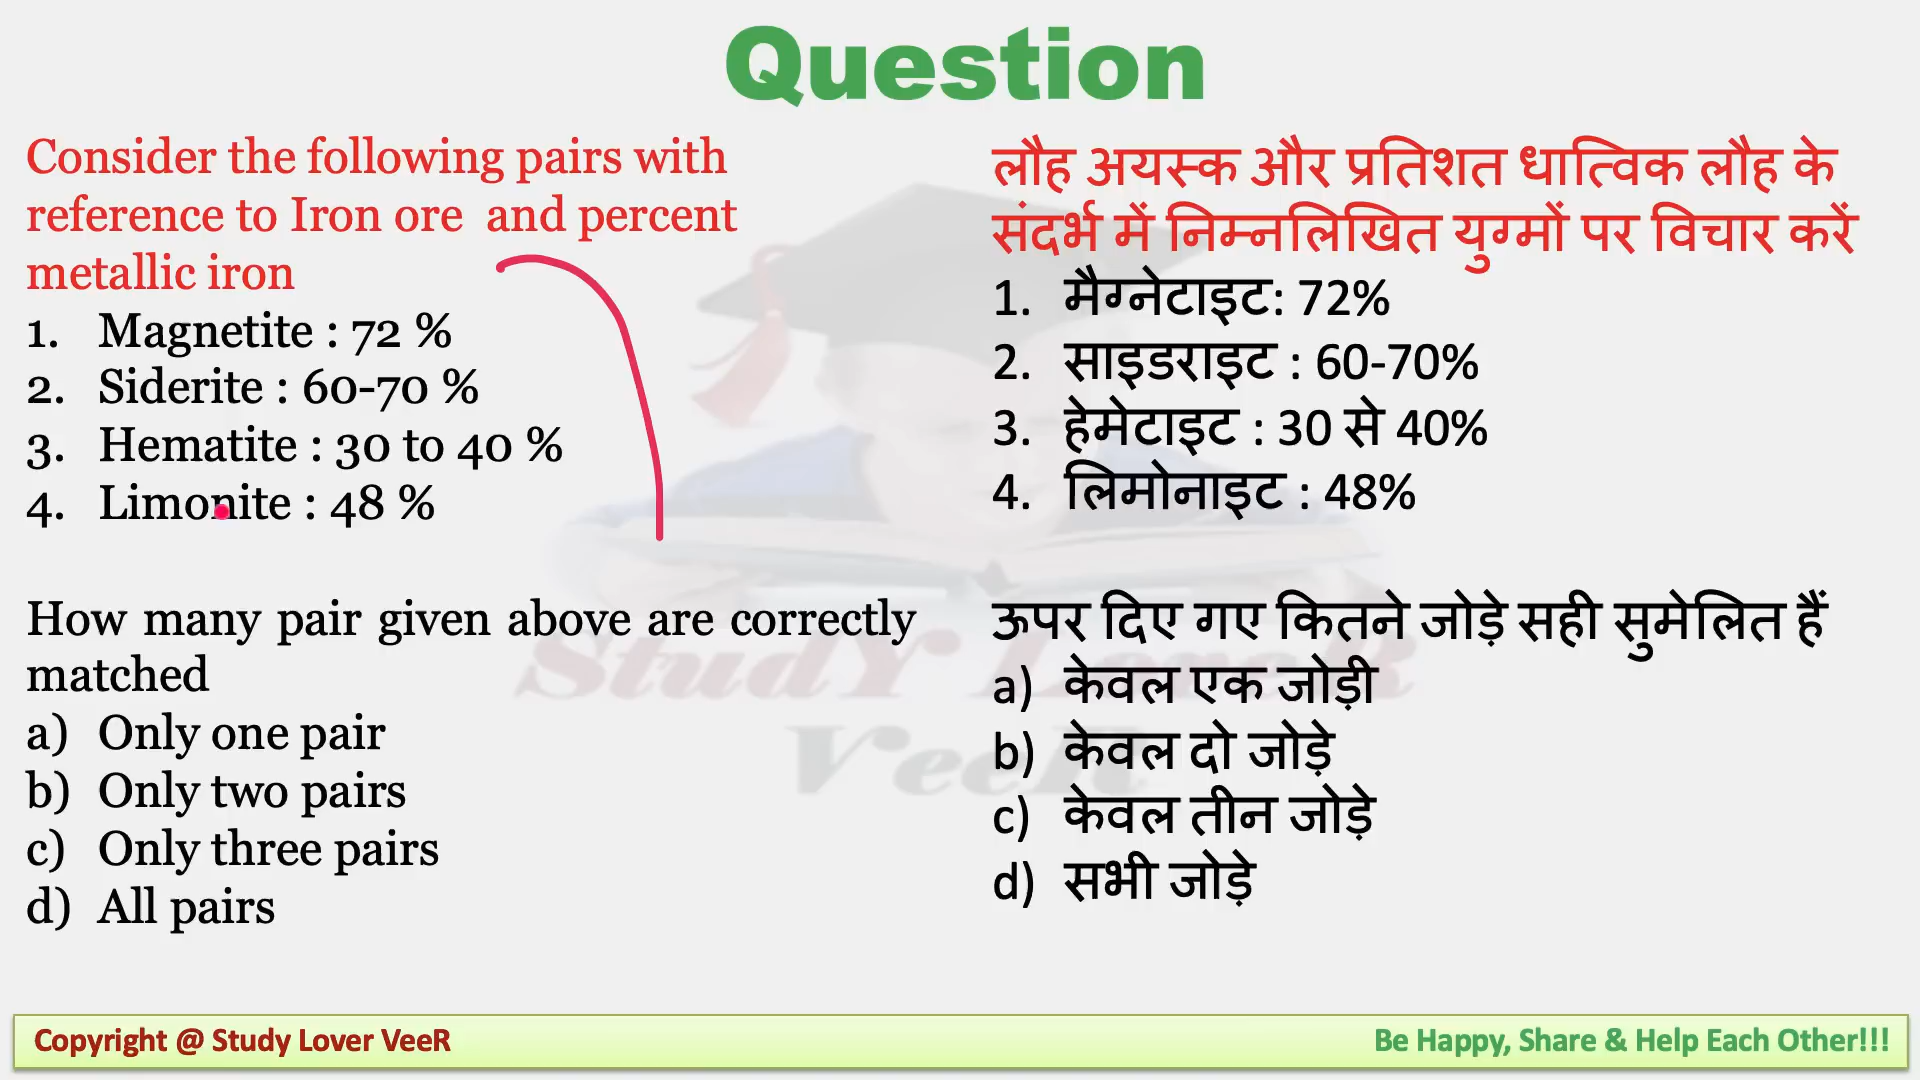 Question
Consider the following pairs with
reference to Iron ore and percent
metallic iron
1. Magnetite : 72 %
2. Siderite : 60-70 %
3. Hematite : 30 to 40 %
4. Limonite : 48 %
How many pair given above are correctly
matched
a) Only one pair
b) Only two pairs
c) Only three pairs
d) All pairs
लौह अयस्क और प्रतिशत धात्विक लौह के
संदर्भ में निम्नलिखित युग्मों पर विचार करें
1. मैग्नेटाइट: 72%
2. साइडराइट : 60-70%
3. हेमेटाइट : 30 से 40%
4. लिमोनाइट : 48%
ऊपर दिए गए कितने जोड़े सही सुमेलित हैं
a) केवल एक जोड़ी
b) केवल दो जोड़े
c) केवल तीन जोड़े
d) सभी जोड़े
StudY LoveR
VeeR
Copyright @ Study Lover VeeR
Be Happy, Share & Help Each Other!!!